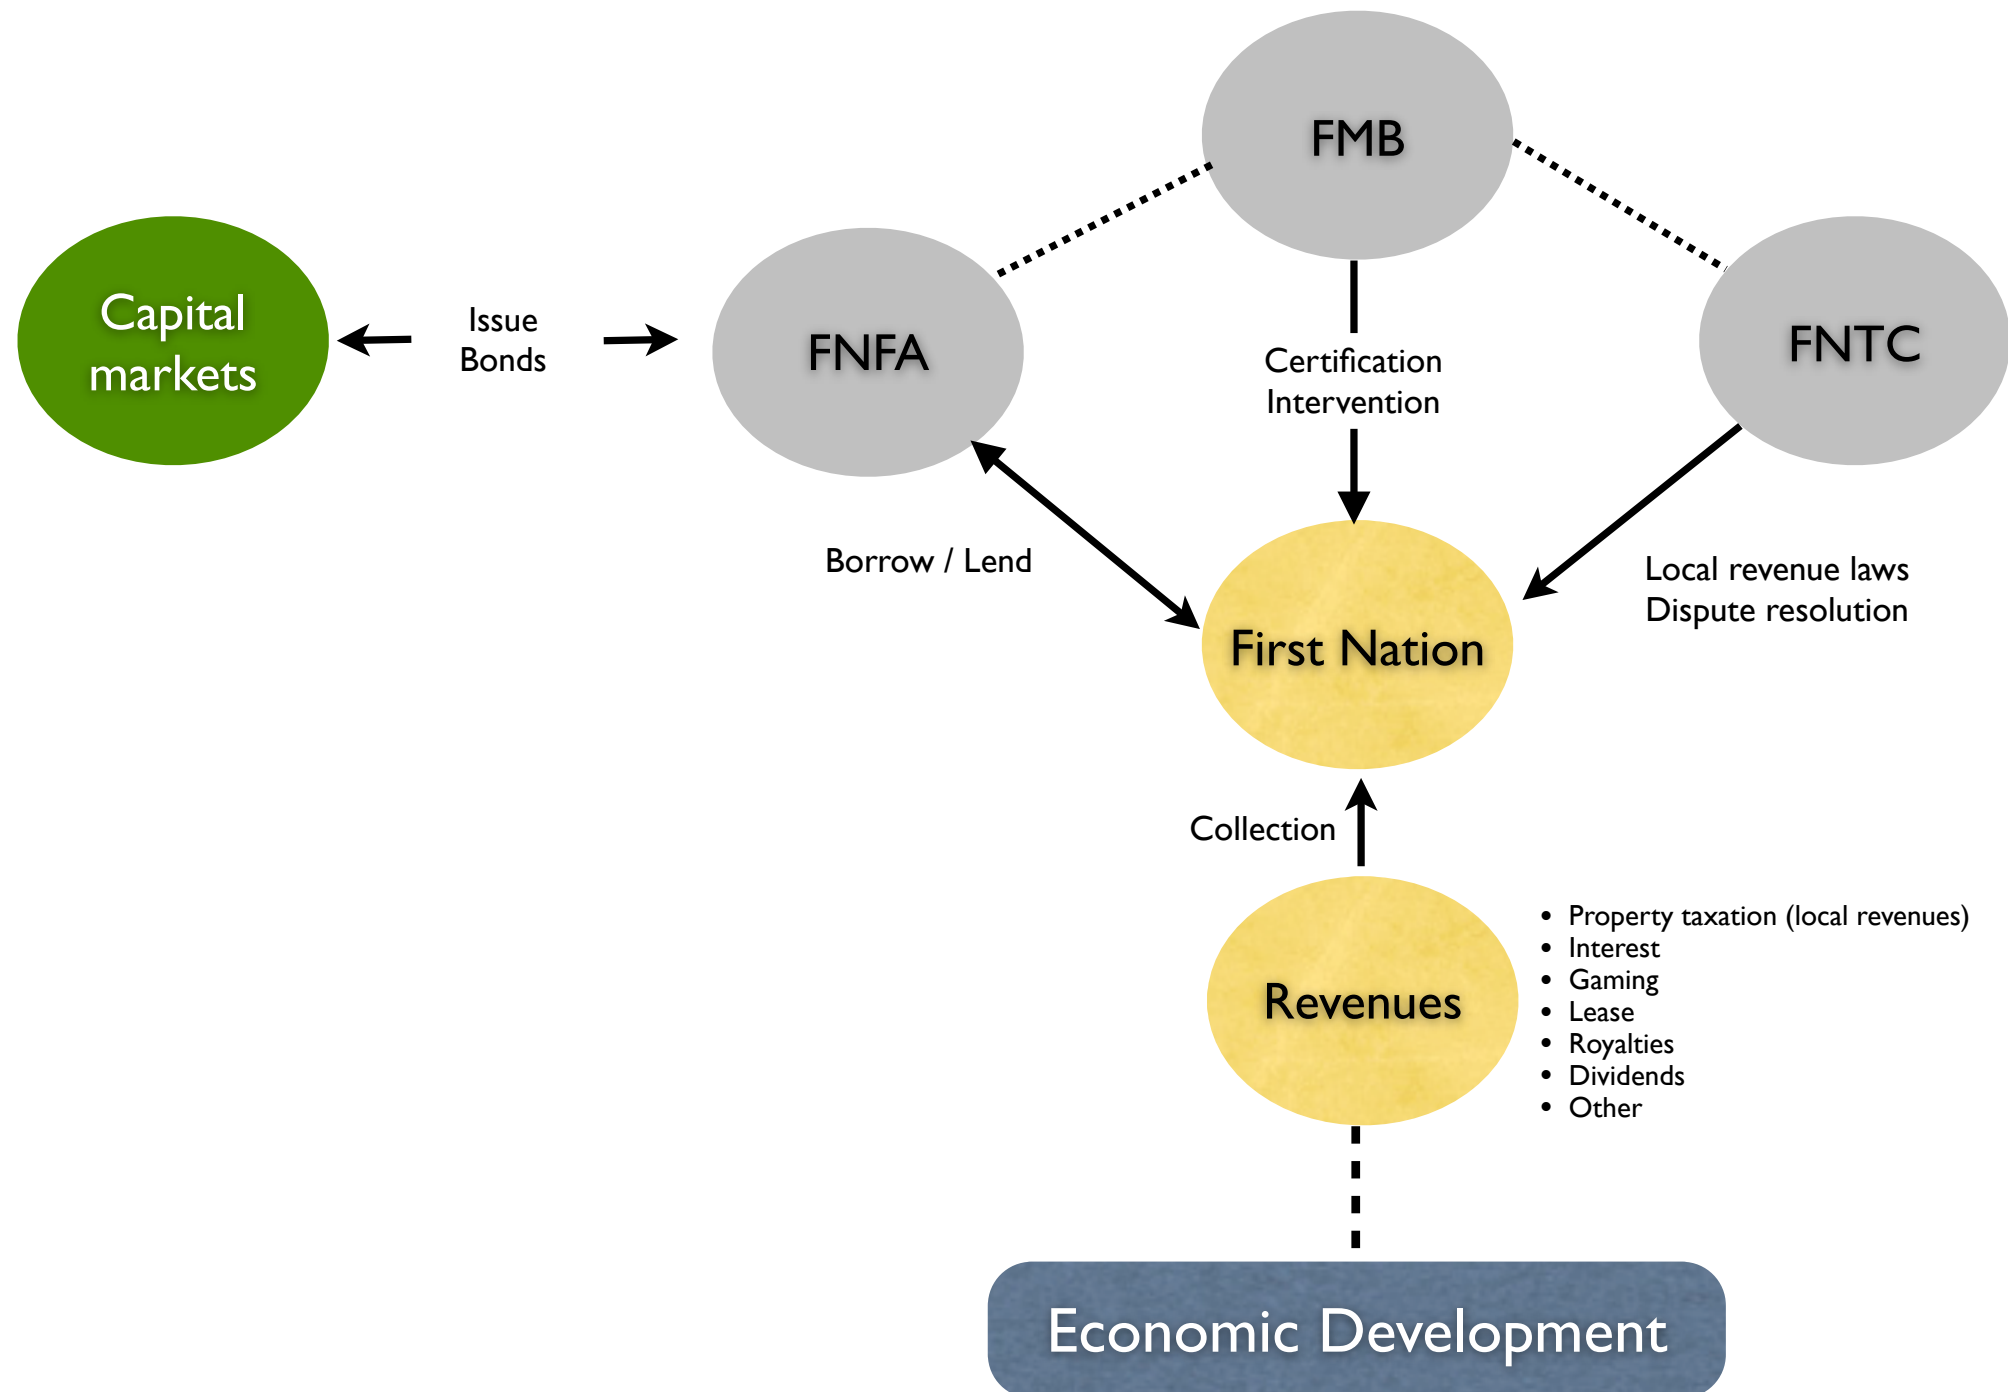 FMB
Capital
markets
Issue
Bonds
FNFA
FNTC
Certification
Intervention
Borrow / Lend
Local revenue laws
Dispute resolution
First Nation
Collection
Revenues
• Property taxation (local revenues)
• Interest
• Gaming
• Lease
• Royalties
• Dividends
• Other
Economic Development